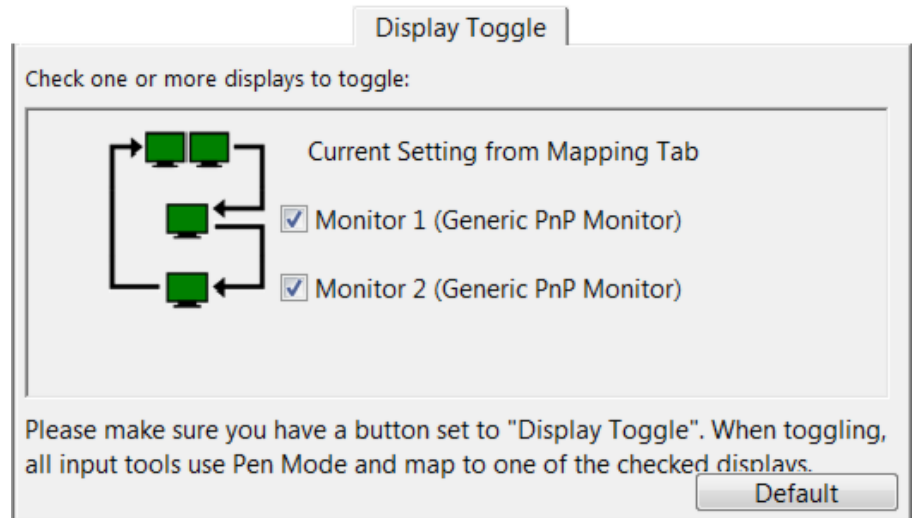 Display Toggle
Check one or more displays to toggle:
Current Setting from Mapping Tab
Monitor 1 (Generic PnP Monitor)
Monitor 2 (Generic PnP Monitor)
Please make sure you have a button set to "Display Toggle". When toggling,
all input tools use Pen Mode and map to one of the checked displays.
Default